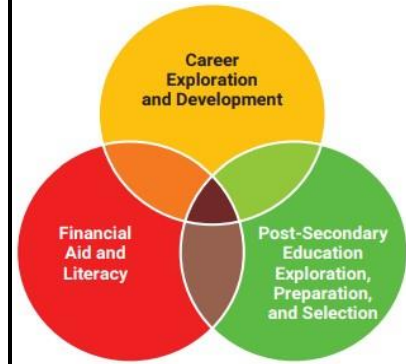 Career
Exploration
and Development
Financial
Aid and
Literacy
Post-Secondary
Education
Exploration,
Preparation,
and Selection